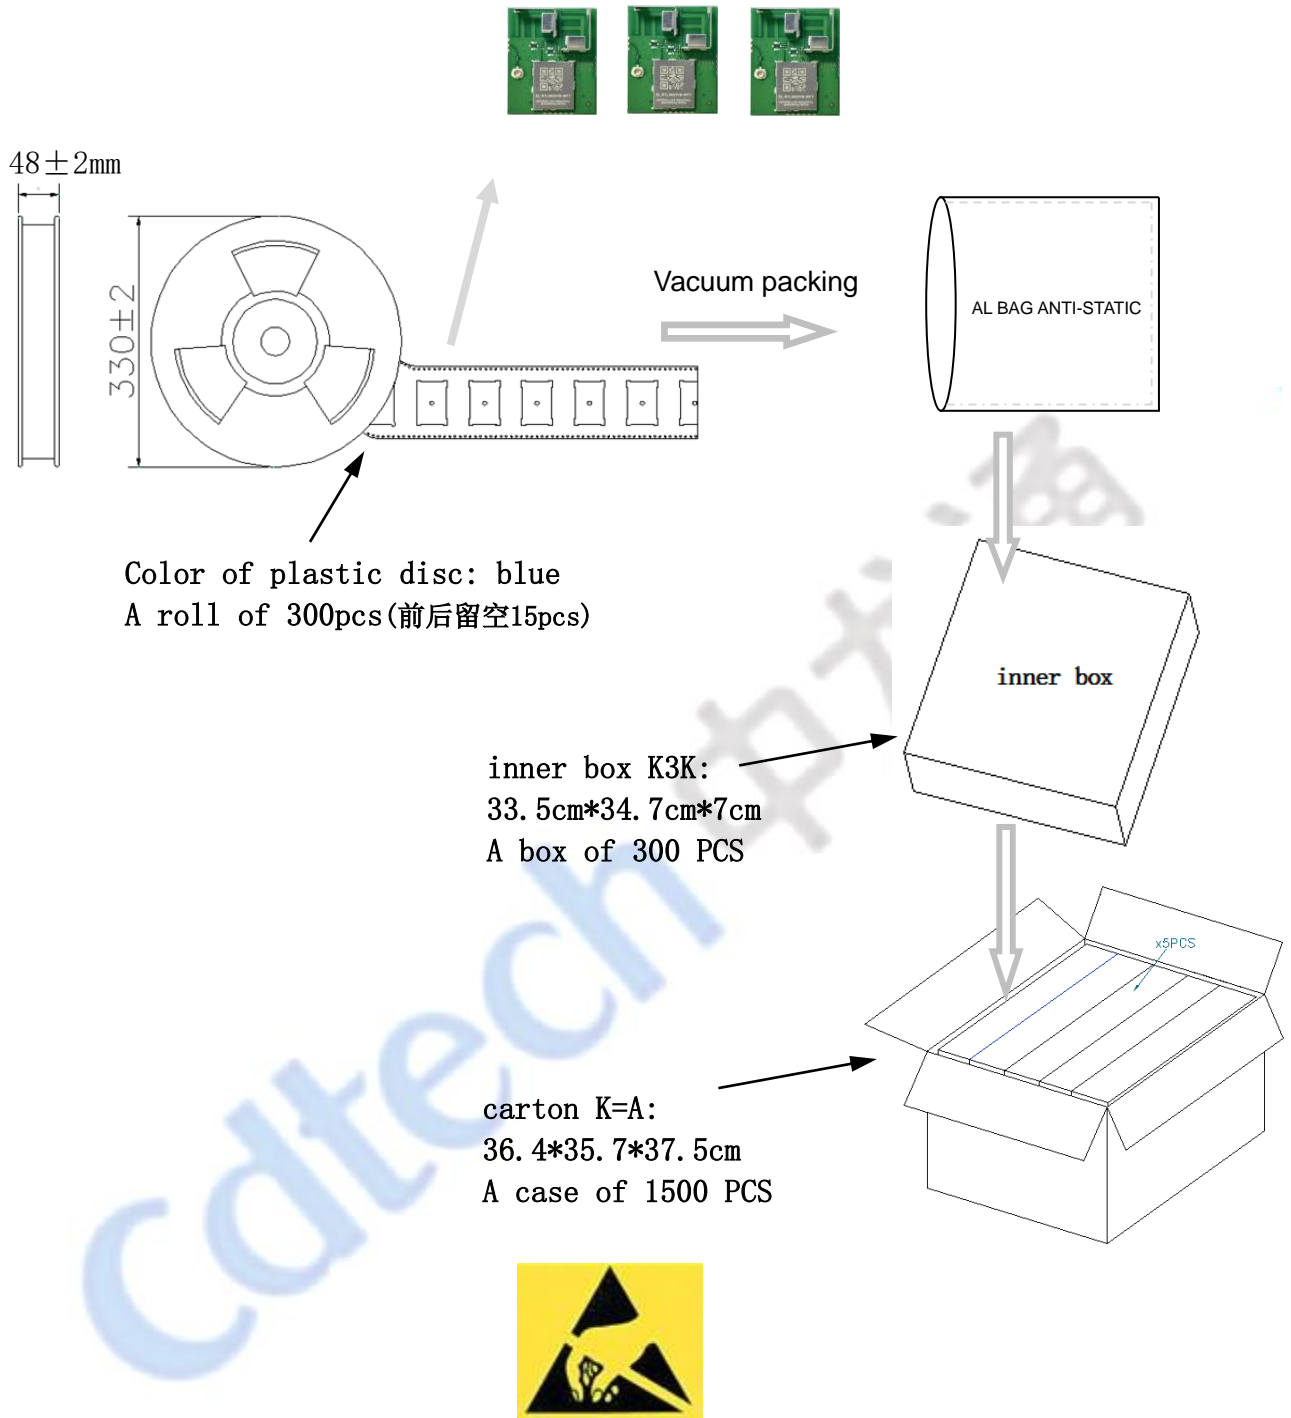 48±2mm
330±2
Vacuum packing
AL BAG ANTI-STATIC
Color of plastic disc: blue
A roll of 300pcs(前后留空15pcs)
inner box
inner box K3K:
33.5cm*34.7cm*7cm
A box of 300 PCS
x5PCS
carton K=A:
36.4*35.7*37.5cm
A case of 1500 PCS
Cdtech